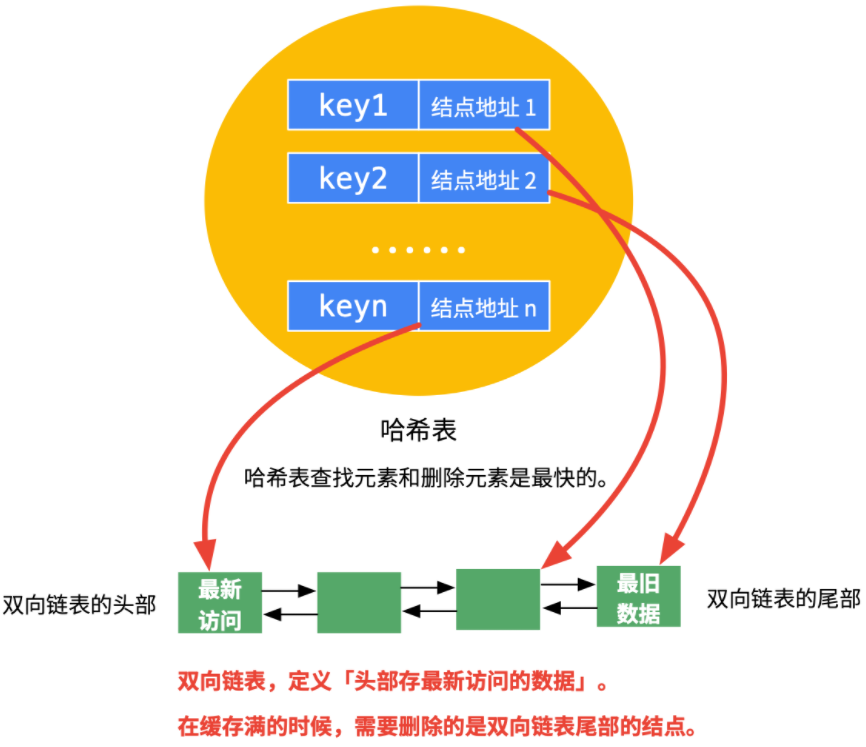 key1 结点地址 1
key2 结点地址 2
······
keyn 结点地址 n
哈希表
哈希表查找元素和删除元素是最快的。
双向链表的头部
最新
访问
最旧
数据
双向链表的尾部
双向链表，定义「头部存最新访问的数据」。
在缓存满的时候，需要删除的是双向链表尾部的结点。